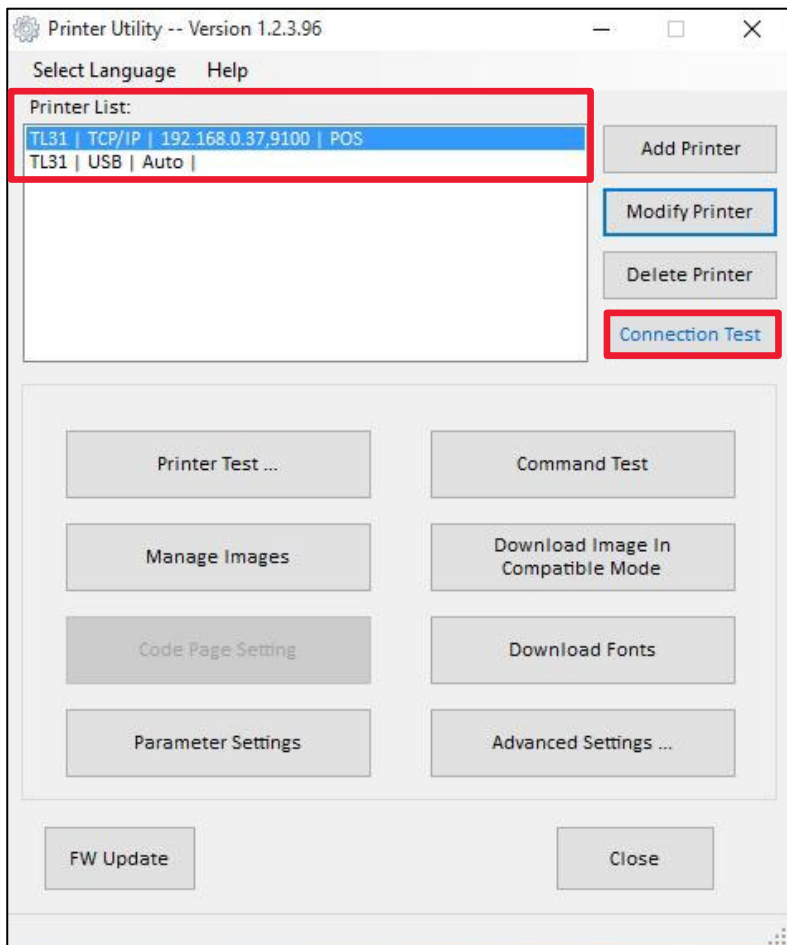 Printer Utility -- Version 1.2.3.96
Select Language Help
Printer List:
TL31 | TCP/IP | 192.168.0.37,9100 | POS
TL31 | USB | Auto |
Add Printer
Modify Printer
Delete Printer
Connection Test
Printer Test ...
Command Test
Manage Images
Download Image In
Compatible Mode
Code Page Setting
Download Fonts
Parameter Settings
Advanced Settings ...
FW Update
Close